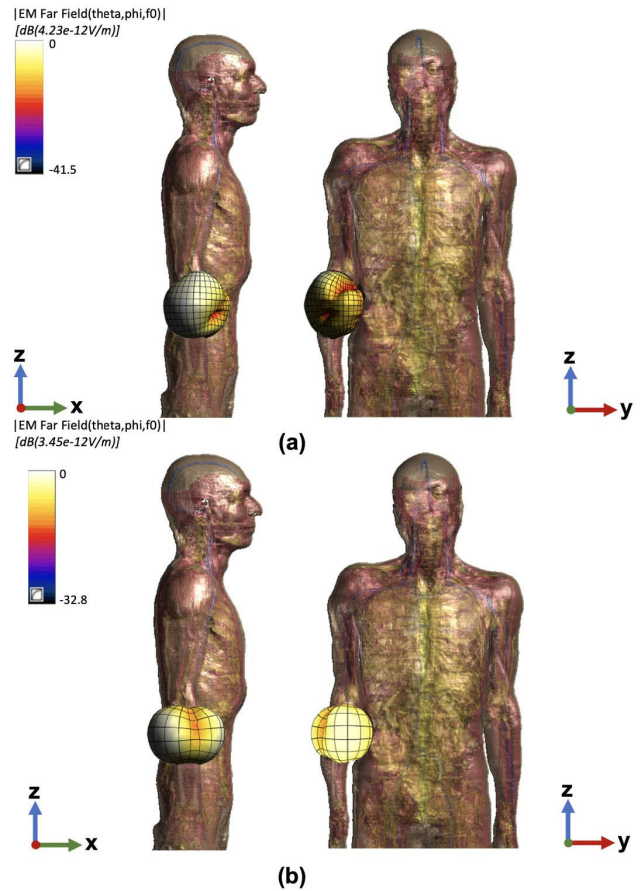 |EM Far Field(theta,phi,f0)|
[dB(4.23e-12V/m)]
0
-41.5
z
x
z
y
(a)
|EM Far Field(theta,phi,f0)|
[dB(3.45e-12V/m)]
0
-32.8
z
x
z
y
(b)